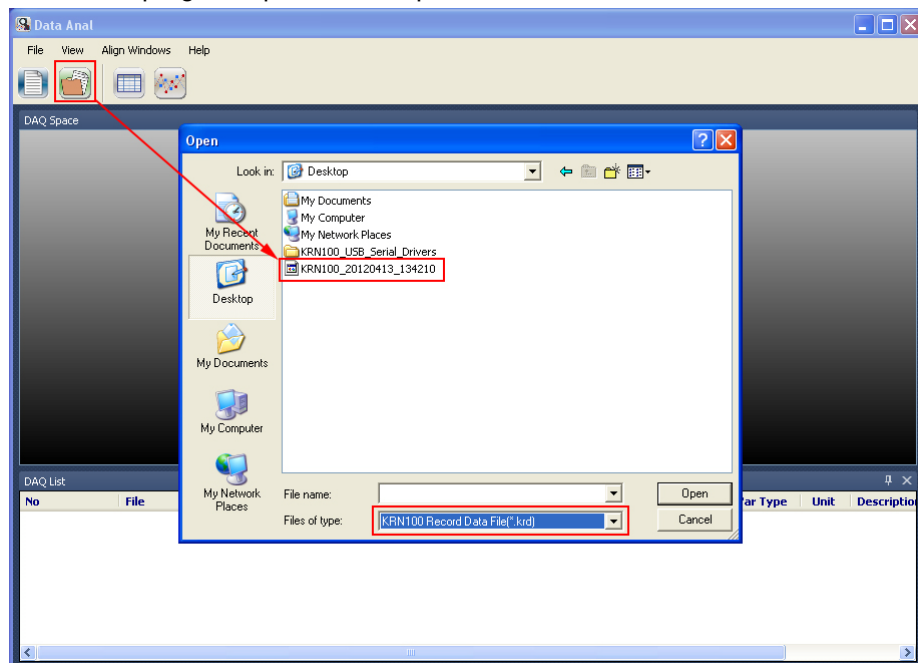 Data Anal
File View Align Windows Help
DAQ Space
Open
Look in: Desktop
My Recent Documents
Desktop
My Documents
My Computer
My Network Places
My Documents
My Computer
My Network Places
KRN100_USB_Serial_Drivers
KRN100_20120413_134210
File name:
Open
Files of type: KRN100 Record Data File(*.krd)
Cancel
DAQ List
No File ar Type Unit Description